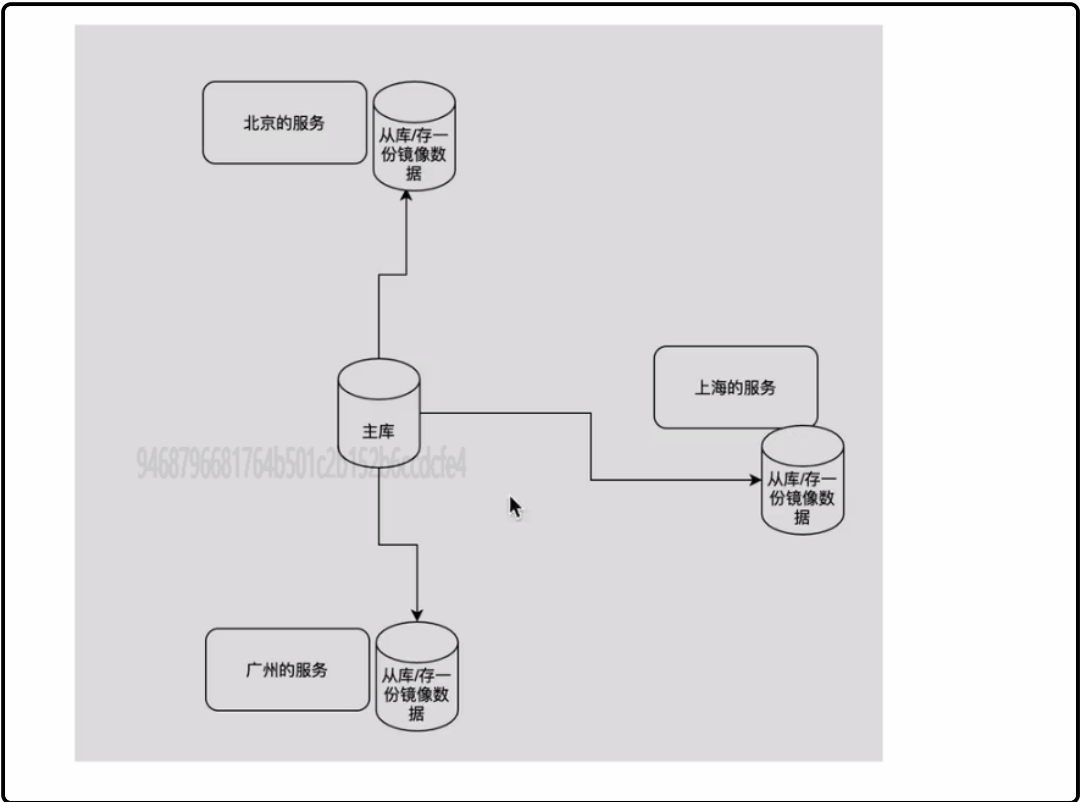 北京的服务
从库/存一
份镜像数
据
上海的服务
主库
从库/存一
份镜像数
据
广州的服务
从库/存一
份镜像数
据